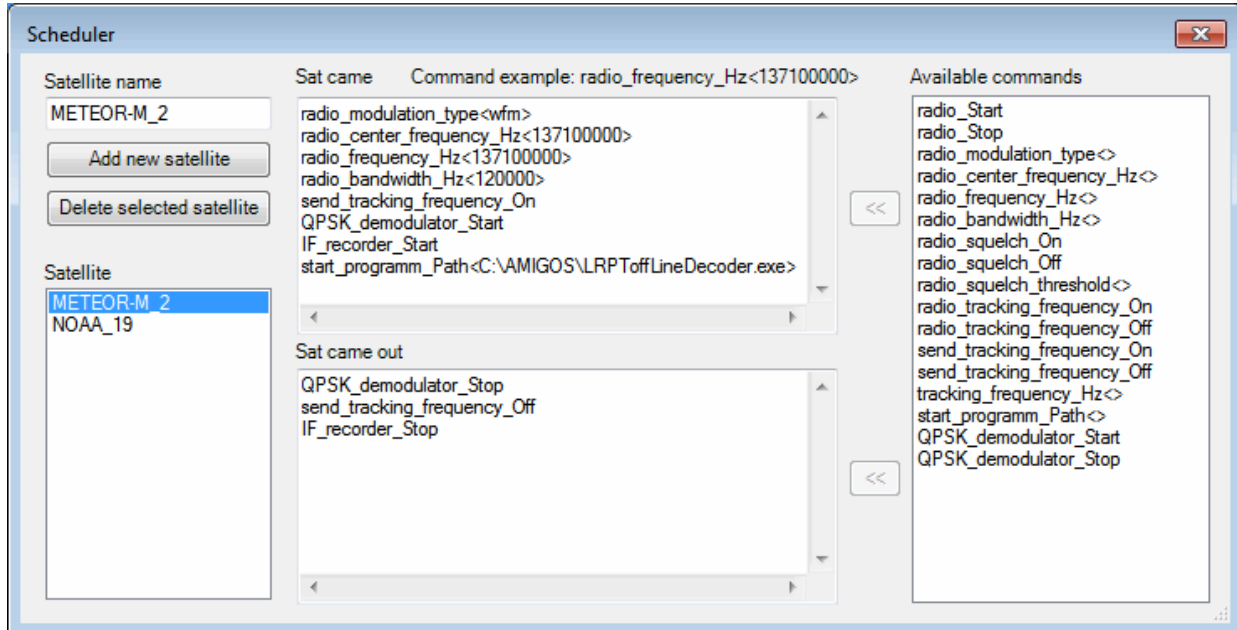 Scheduler
Satellite name
METEOR-M_2
Add new satellite
Delete selected satellite
Satellite
METEOR-M_2
NOAA_19
Sat came Command example: radio_frequency_Hz<137100000>
radio_modulation_type<wfm>
radio_center_frequency_Hz<137100000>
radio_frequency_Hz<137100000>
radio_bandwidth_Hz<120000>
send_tracking_frequency_On
QPSK_demodulator_Start
IF_recorder_Start
start_programm_Path<C:\AMIGOS\LRPToffLineDecoder.exe>
<<
Sat came out
QPSK_demodulator_Stop
send_tracking_frequency_Off
IF_recorder_Stop
<<
Available commands
radio_Start
radio_Stop
radio_modulation_type<>
radio_center_frequency_Hz<>
radio_frequency_Hz<>
radio_bandwidth_Hz<>
radio_squelch_On
radio_squelch_Off
radio_squelch_threshold<>
radio_tracking_frequency_On
radio_tracking_frequency_Off
send_tracking_frequency_On
send_tracking_frequency_Off
tracking_frequency_Hz<>
start_programm_Path<>
QPSK_demodulator_Start
QPSK_demodulator_Stop